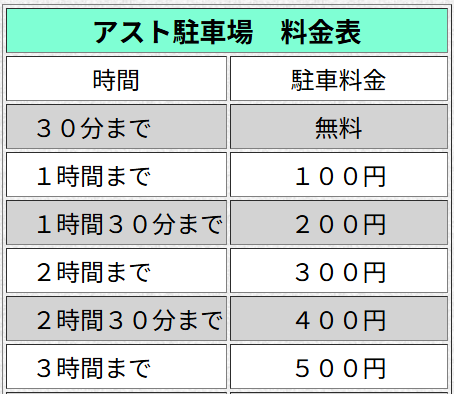 アスト駐車場　料金表
時間　駐車料金
３０分まで　無料
１時間まで　１００円
１時間３０分まで　２００円
２時間まで　３００円
２時間３０分まで　４００円
３時間まで　５００円